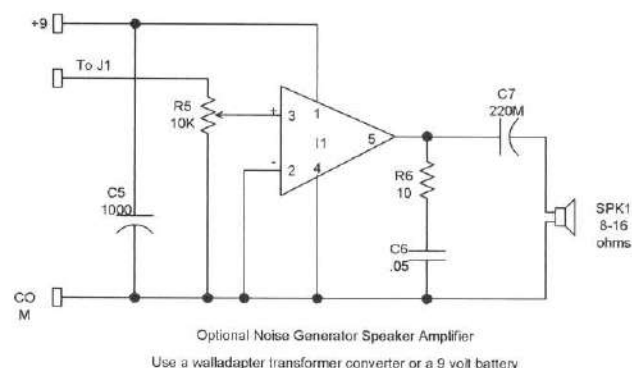 +9
To J1
R5
10K
+
3
1
I1
5
-
2
4
C7
220M
R6
10
C5
1000
C6
.05
SPK1
8-16
ohms
CO
M
Optional Noise Generator Speaker Amplifier
Use a walladapter transformer converter or a 9 volt battery